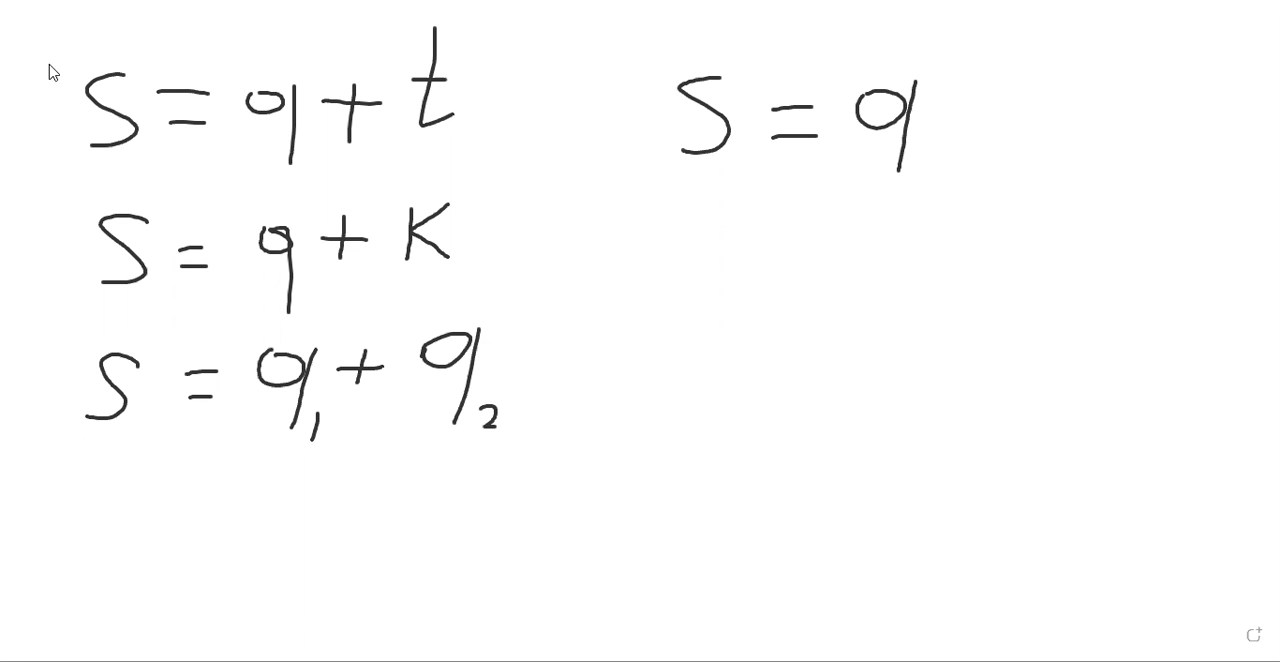 S = q + t
S = q
S = q + K
S = q₁ + q₂